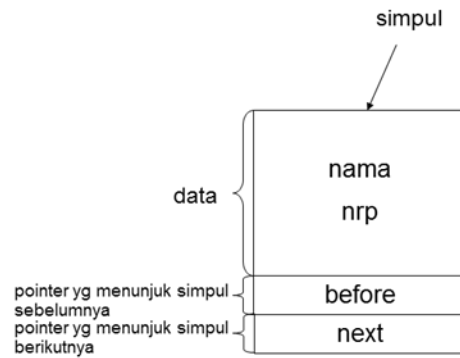 simpul
nama
data
nrp
pointer yg menunjuk simpul
sebelumnya
before
pointer yg menunjuk simpul
berikutnya
next